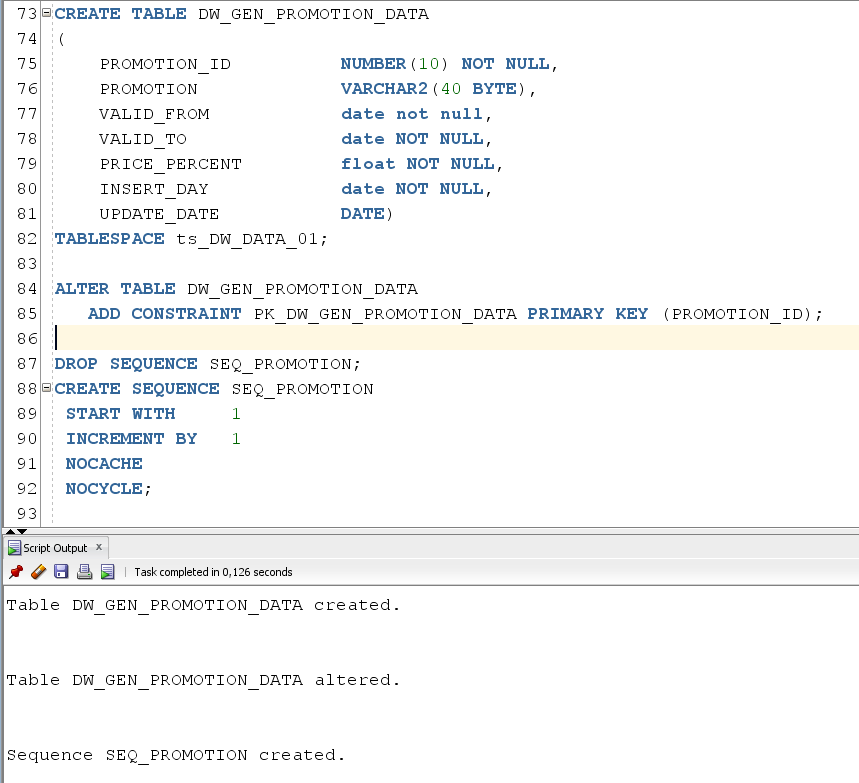 73 CREATE TABLE DW_GEN_PROMOTION_DATA
74 (
75     PROMOTION_ID          NUMBER(10) NOT NULL,
76     PROMOTION             VARCHAR2(40 BYTE),
77     VALID_FROM            date not null,
78     VALID_TO              date NOT NULL,
79     PRICE_PERCENT         float NOT NULL,
80     INSERT_DAY            date NOT NULL,
81     UPDATE_DATE           DATE)
82 TABLESPACE ts_DW_DATA_01;
83
84 ALTER TABLE DW_GEN_PROMOTION_DATA
85    ADD CONSTRAINT PK_DW_GEN_PROMOTION_DATA PRIMARY KEY (PROMOTION_ID);
86
87 DROP SEQUENCE SEQ_PROMOTION;
88 CREATE SEQUENCE SEQ_PROMOTION
89  START WITH     1
90  INCREMENT BY   1
91  NOCACHE
92  NOCYCLE;
93
Script Output x
Task completed in 0,126 seconds
Table DW_GEN_PROMOTION_DATA created.
Table DW_GEN_PROMOTION_DATA altered.
Sequence SEQ_PROMOTION created.